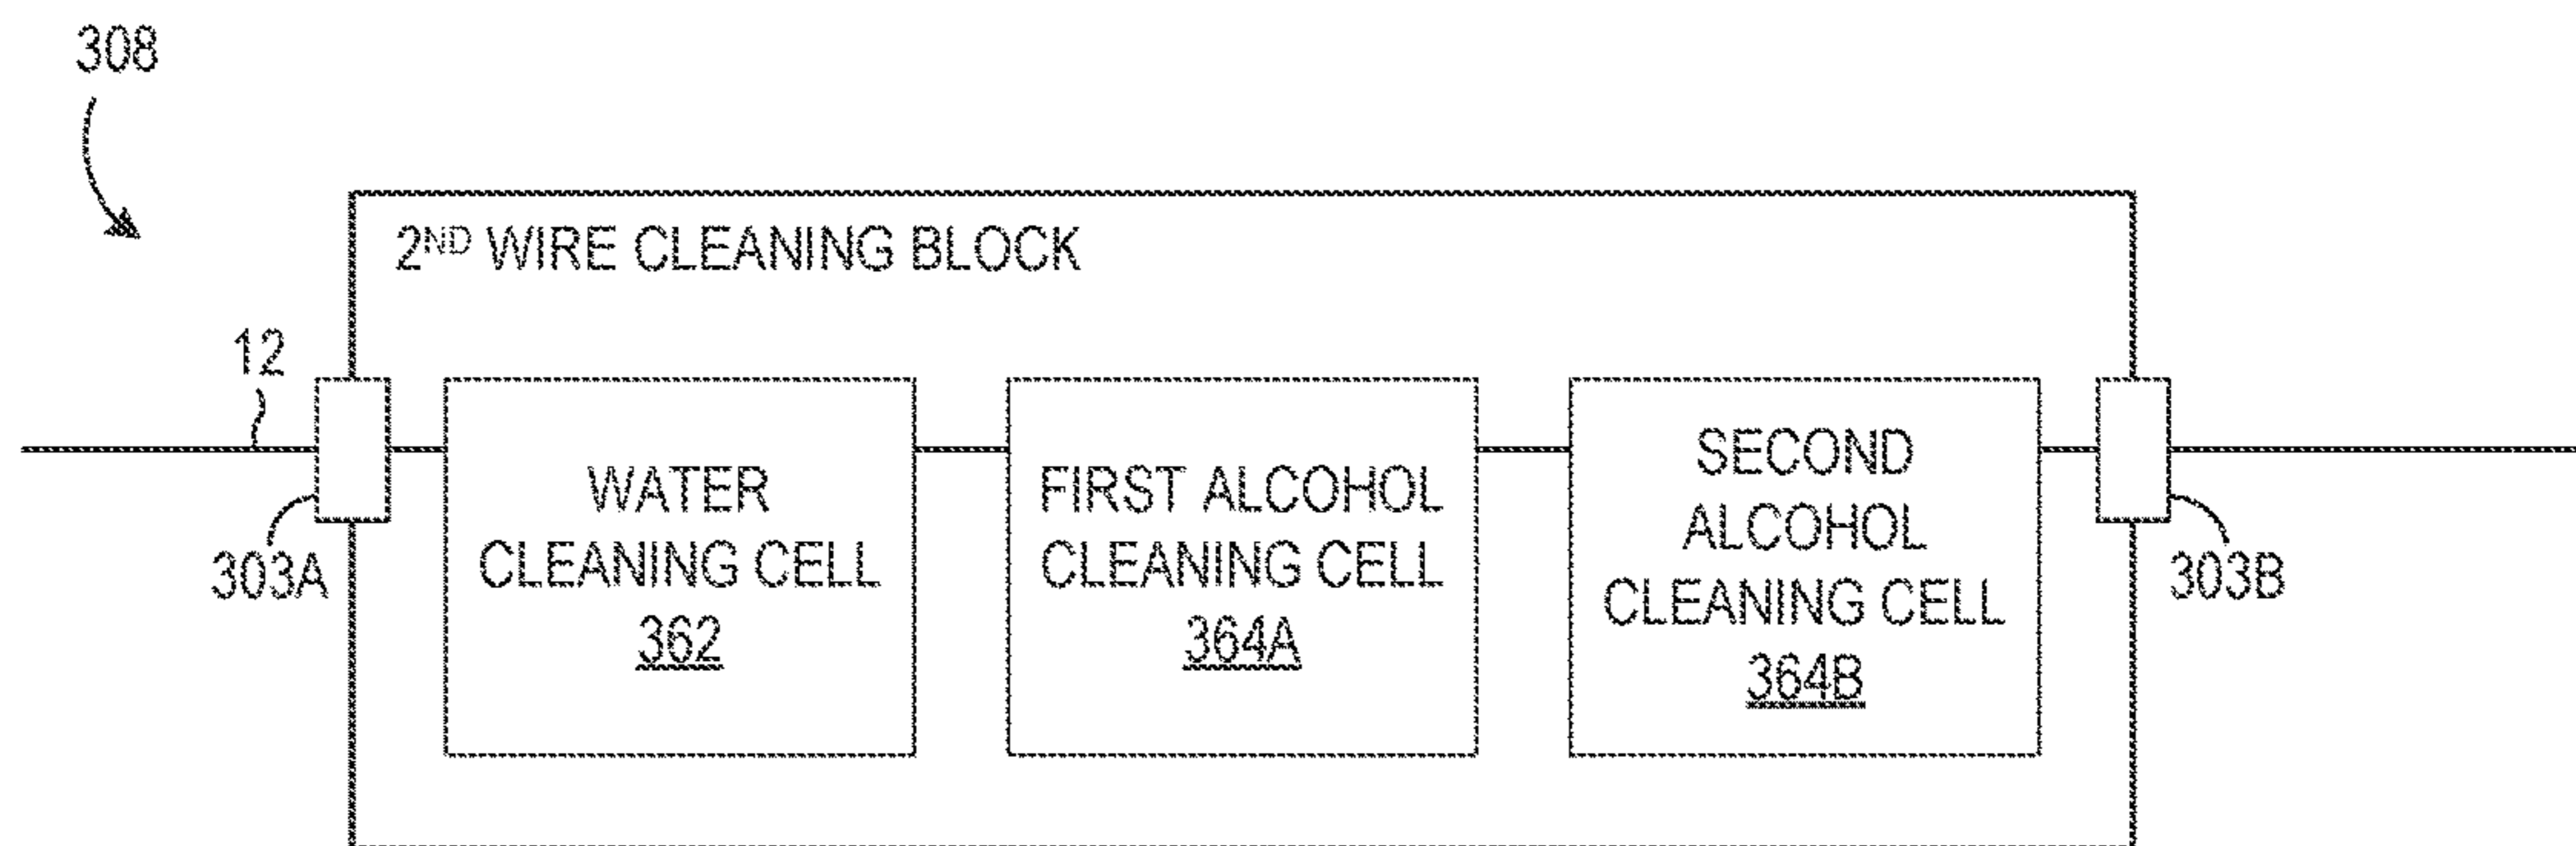 308
2ND WIRE CLEANING BLOCK
12
303A
WATER
CLEANING CELL
362
FIRST ALCOHOL
CLEANING CELL
364A
SECOND
ALCOHOL
CLEANING CELL
364B
303B